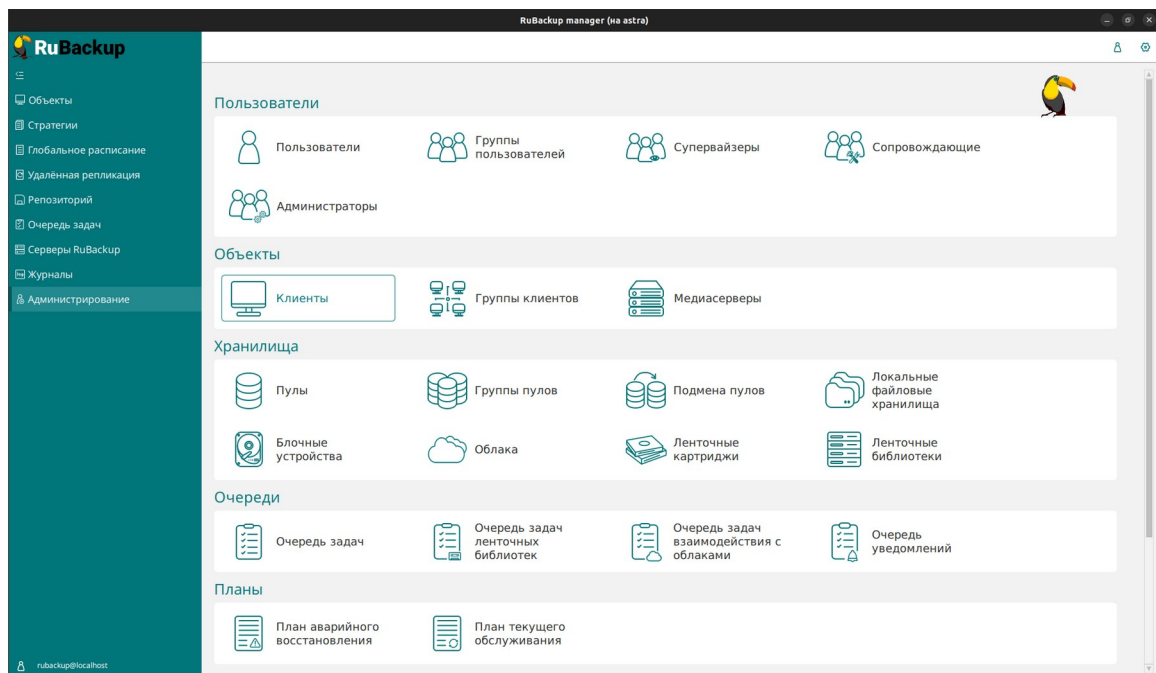 RuBackup manager (на astra)
RuBackup
Объекты
Стратегии
Глобальное расписание
Удалённая репликация
Репозиторий
Очередь задач
Серверы RuBackup
Журналы
Администрирование
rubackup@localhost
Пользователи
Пользователи
Группы
пользователей
Супервайзеры
Сопровождающие
Администраторы
Объекты
Клиенты
Группы клиентов
Медиасерверы
Хранилища
Пулы
Группы пулов
Подмена пулов
Локальные
файловые
хранилища
Блочные
устройства
Облака
Ленточные
картриджи
Ленточные
библиотеки
Очереди
Очередь задач
Очередь задач
ленточных
библиотек
Очередь задач
взаимодействия с
облаками
Очередь
уведомлений
Планы
План аварийного
восстановления
План текущего
обслуживания